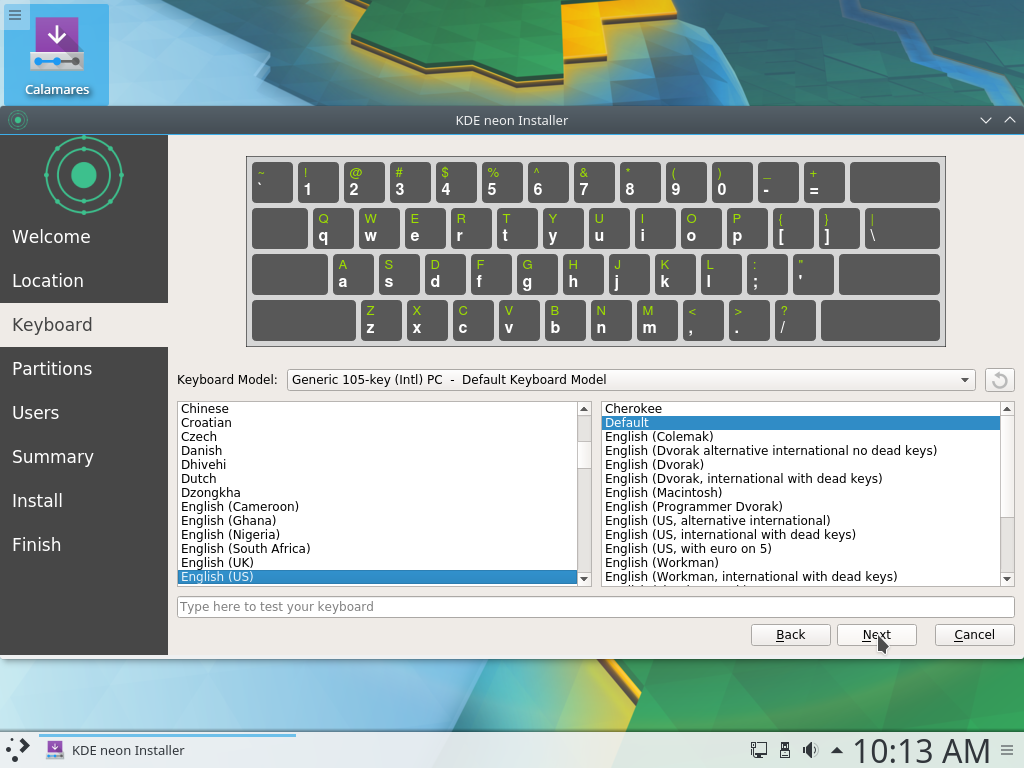 Calamares
KDE neon Installer
Welcome
Location
Keyboard
Partitions
Users
Summary
Install
Finish
~ ! @ # $ % ^ & * ( ) _ +
` 1 2 3 4 5 6 7 8 9 0 - =
Q W E R T Y U I O P { } |
q w e r t y u i o p [ ] \
A S D F G H J K L : "
a s d f g h j k l ; '
Z X C V B N M < > ?
z x c v b n m , . /
Keyboard Model: Generic 105-key (Intl) PC - Default Keyboard Model
Chinese
Croatian
Czech
Danish
Dhivehi
Dutch
Dzongkha
English (Cameroon)
English (Ghana)
English (Nigeria)
English (South Africa)
English (UK)
English (US)
Cherokee
Default
English (Colemak)
English (Dvorak alternative international no dead keys)
English (Dvorak)
English (Dvorak, international with dead keys)
English (Macintosh)
English (Programmer Dvorak)
English (US, alternative international)
English (US, international with dead keys)
English (US, with euro on 5)
English (Workman)
English (Workman, international with dead keys)
Type here to test your keyboard
Back Next Cancel
KDE neon Installer
10:13 AM